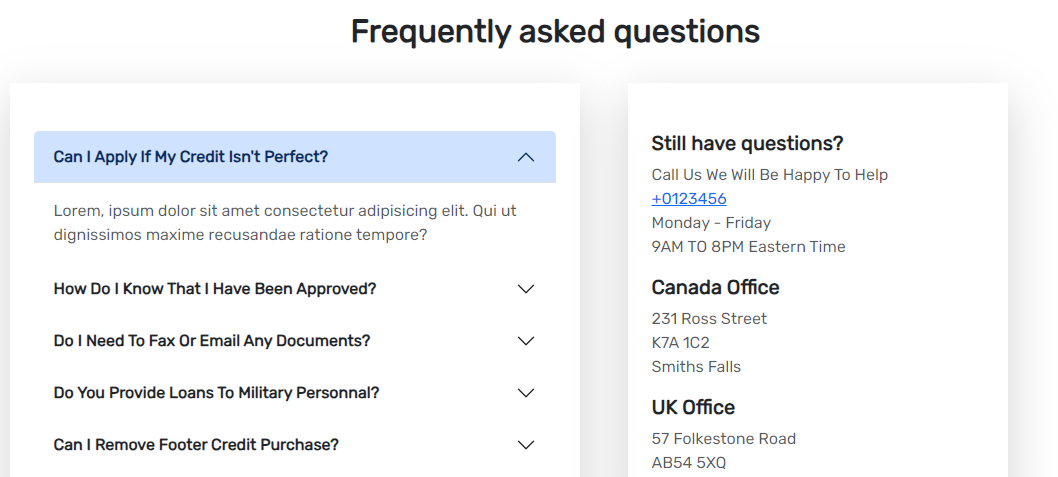 Frequently asked questions
Can I Apply If My Credit Isn't Perfect?
Lorem, ipsum dolor sit amet consectetur adipisicing elit. Qui ut
dignissimos maxime recusandae ratione tempore?
How Do I Know That I Have Been Approved?
Do I Need To Fax Or Email Any Documents?
Do You Provide Loans To Military Personnal?
Can I Remove Footer Credit Purchase?
Still have questions?
Call Us We Will Be Happy To Help
+0123456
Monday - Friday
9AM TO 8PM Eastern Time
Canada Office
231 Ross Street
K7A 1C2
Smiths Falls
UK Office
57 Folkestone Road
AB54 5XQ